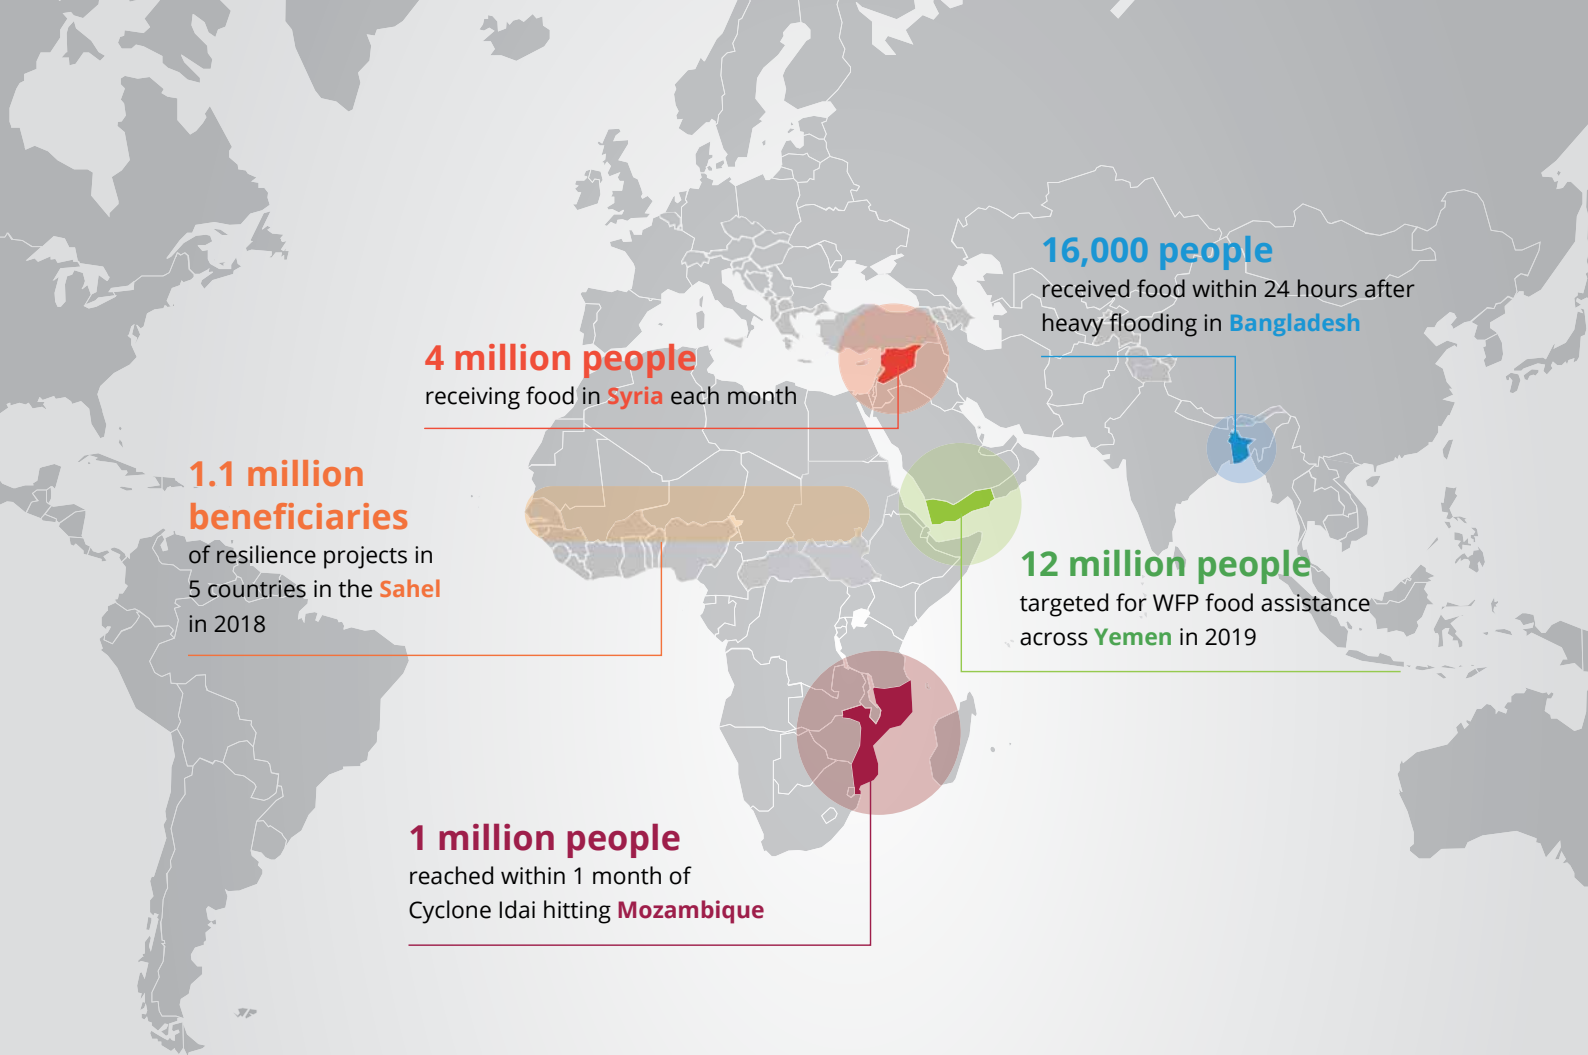 16,000 people
received food within 24 hours after
heavy flooding in Bangladesh
4 million people
receiving food in Syria each month
1.1 million
beneficiaries
of resilience projects in
5 countries in the Sahel
in 2018
12 million people
targeted for WFP food assistance
across Yemen in 2019
1 million people
reached within 1 month of
Cyclone Idai hitting Mozambique